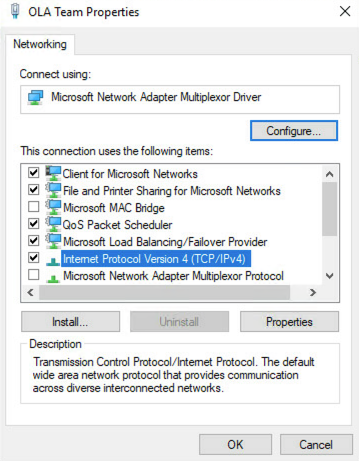 OLA Team Properties
Networking
Connect using:
Microsoft Network Adapter Multiplexor Driver
Configure...
This connection uses the following items:
Client for Microsoft Networks
File and Printer Sharing for Microsoft Networks
Microsoft MAC Bridge
QoS Packet Scheduler
Microsoft Load Balancing/Failover Provider
Internet Protocol Version 4 (TCP/IPv4)
Microsoft Network Adapter Multiplexor Protocol
Install...
Uninstall
Properties
Description
Transmission Control Protocol/Internet Protocol. The default
wide area network protocol that provides communication
across diverse interconnected networks.
OK
Cancel